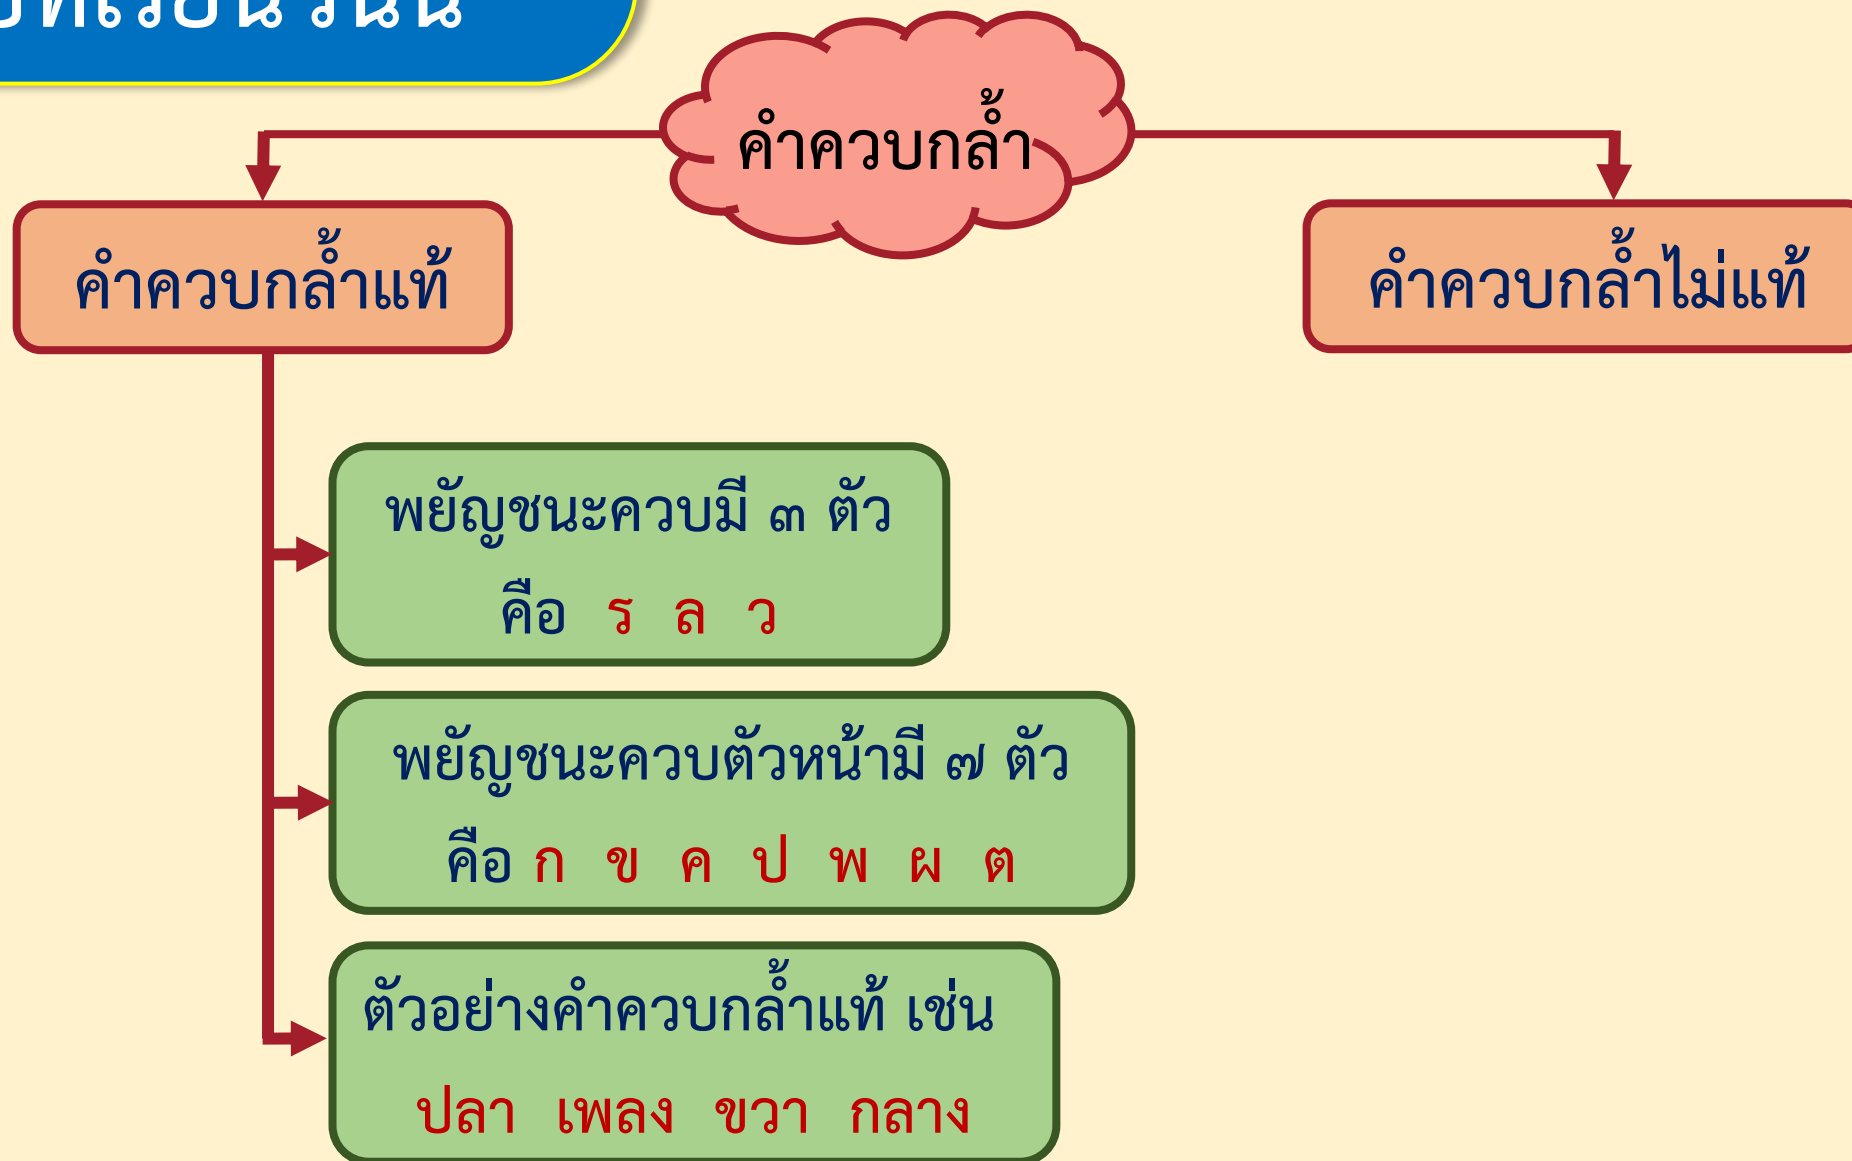 คำควบกล้ำ
คำควบกล้ำแท้
คำควบกล้ำไม่แท้
พยัญชนะควบมี ๓ ตัว
คือ ร ล ว
พยัญชนะควบตัวหน้ามี ๗ ตัว
คือ ก ข ค ป พ ผ ต
ตัวอย่างคำควบกล้ำแท้ เช่น
ปลา เพลง ขวา กลาง